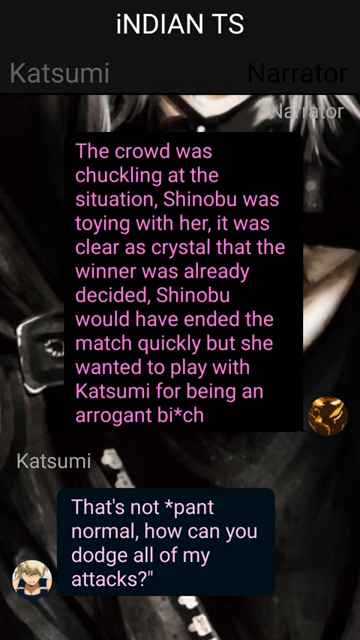 iNDIAN TS
Katsumi Narrator
Narrator
The crowd was
chuckling at the
situation, Shinobu was
toying with her, it was
clear as crystal that the
winner was already
decided, Shinobu
would have ended the
match quickly but she
wanted to play with
Katsumi for being an
arrogant bi*ch
Katsumi
That's not *pant
normal, how can you
dodge all of my
attacks?"